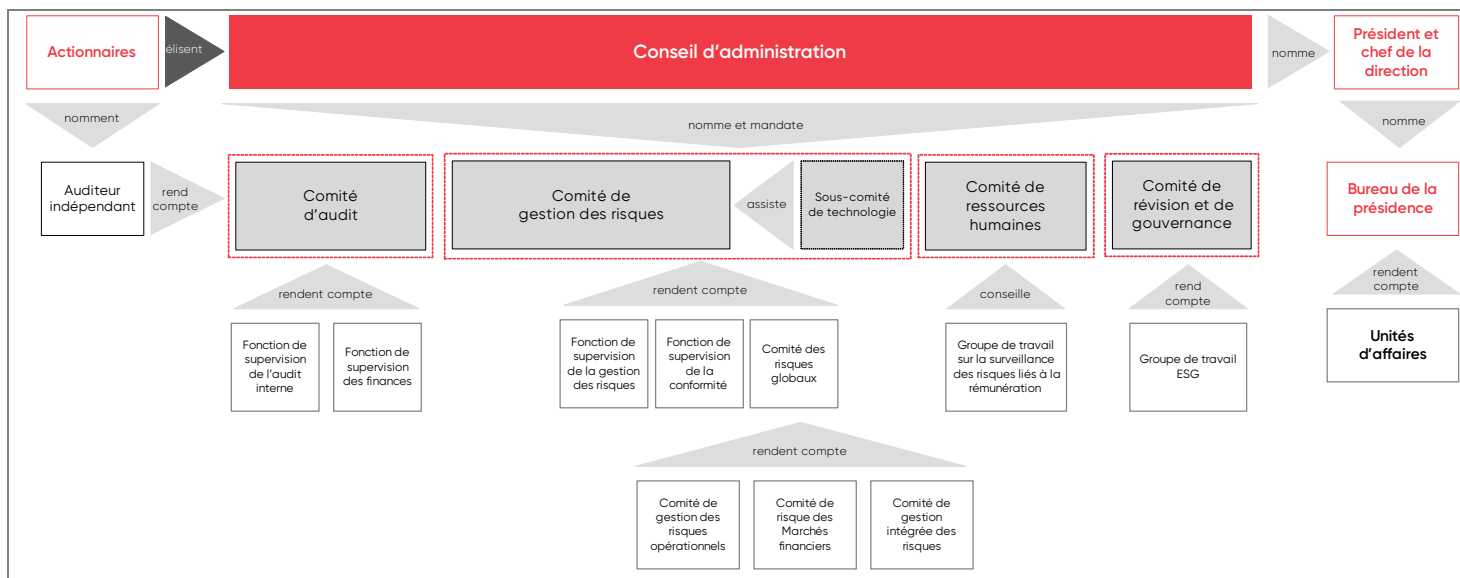 Actionnaires
élisent
Conseil d'administration
nomme
Président et
chef de la
direction
nomment
nomme et mandate
nomme
Auditeur
indépendant
rend
compte
Comité
d'audit
Comité de
gestion des risques
assiste
Sous-comité
de technologie
Comité de
ressources
humaines
Comité de
révision et de
gouvernance
Bureau de la
présidence
rendent compte
rendent compte
conseille
rend
compte
rendent
compte
Fonction de
supervision
de l'audit
interne
Fonction de
supervision
des finances
Fonction de
supervision
de la gestion
des risques
Fonction de
supervision
de la
conformité
Comité des
risques
globaux
Groupe de travail
sur la surveillance
des risques liés à la
rémunération
Groupe de travail
ESG
Unités
d'affaires
rendent compte
Comité de
gestion des
risques
opérationnels
Comité de
risque des
Marchés
financiers
Comité de
gestion
intégrée des
risques